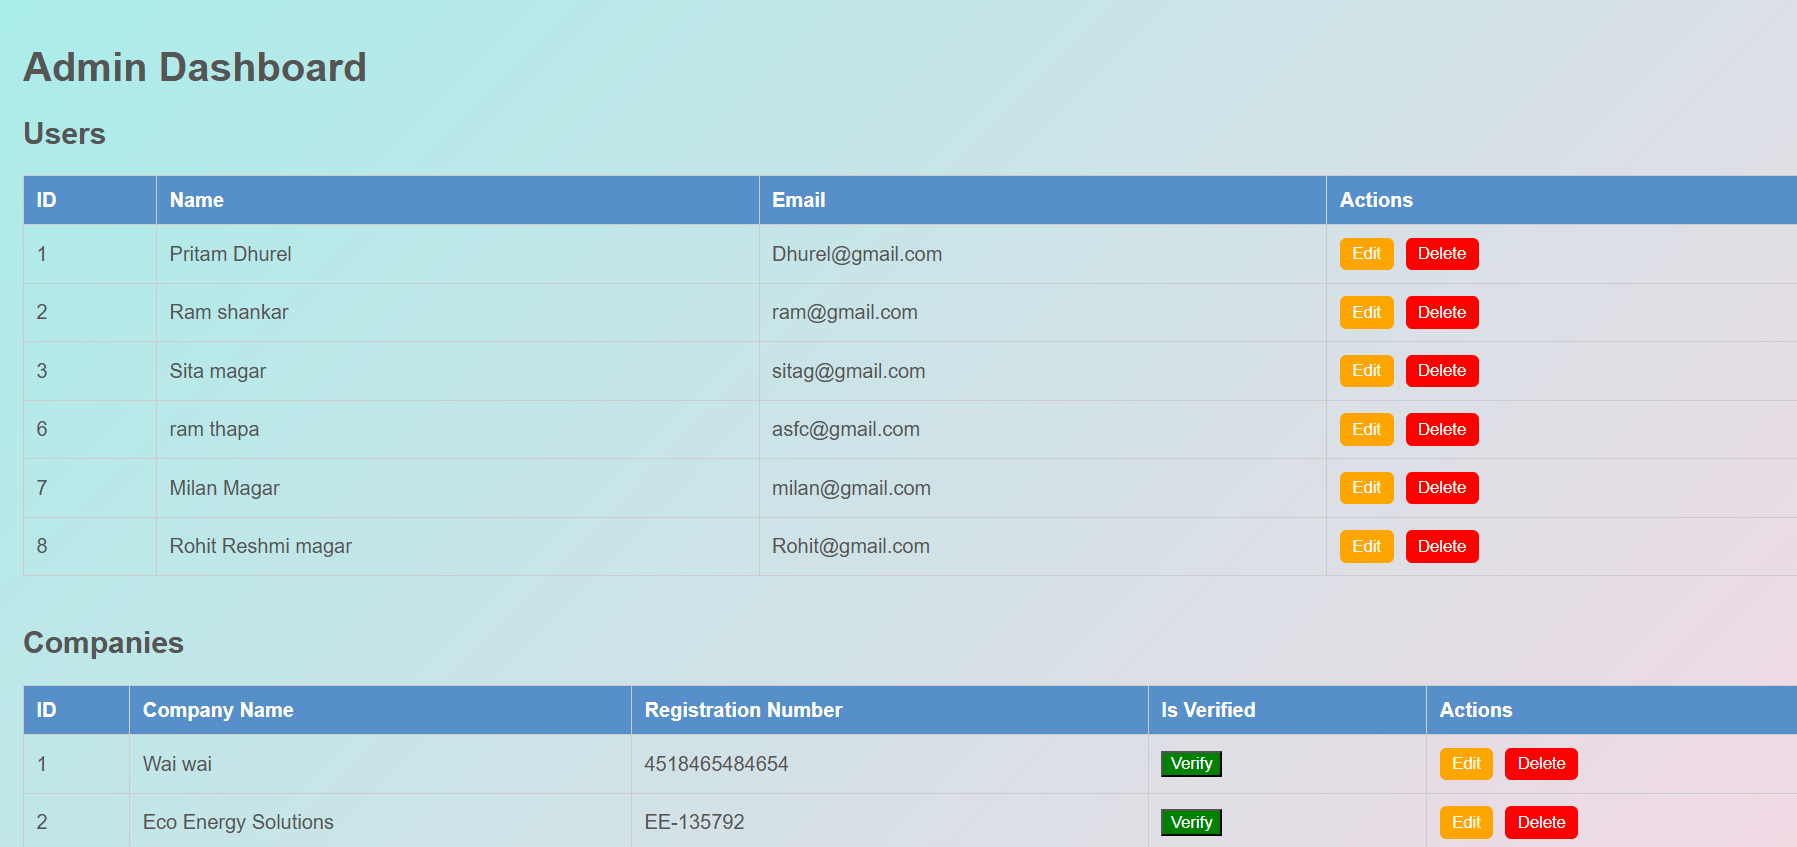 Admin Dashboard
Users
ID Name Email Actions
1 Pritam Dhurel Dhurel@gmail.com Edit Delete
2 Ram shankar ram@gmail.com Edit Delete
3 Sita magar sitag@gmail.com Edit Delete
6 ram thapa asfc@gmail.com Edit Delete
7 Milan Magar milan@gmail.com Edit Delete
8 Rohit Reshmi magar Rohit@gmail.com Edit Delete
Companies
ID Company Name Registration Number Is Verified Actions
1 Wai wai 4518465484654 Verify Edit Delete
2 Eco Energy Solutions EE-135792 Verify Edit Delete